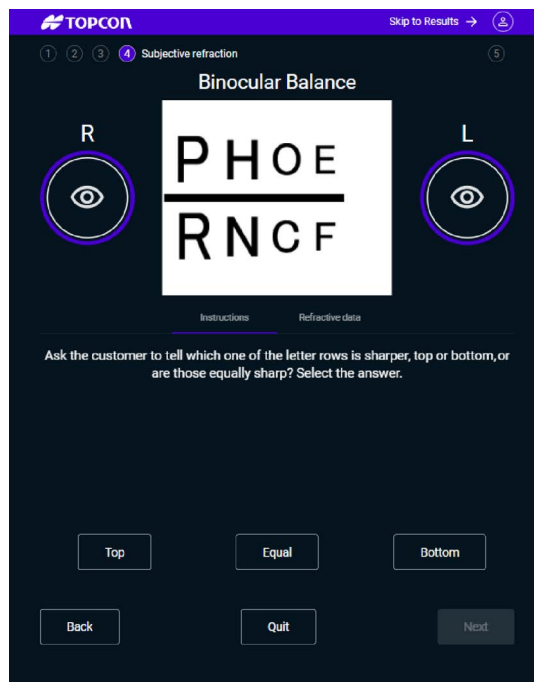 TOPCON
Skip to Results →
1 2 3 4 Subjective refraction 5
Binocular Balance
R
L
PHOE
RNCF
Instructions Refractive data
Ask the customer to tell which one of the letter rows is sharper, top or bottom, or
are those equally sharp? Select the answer.
Top Equal Bottom
Back Quit Next